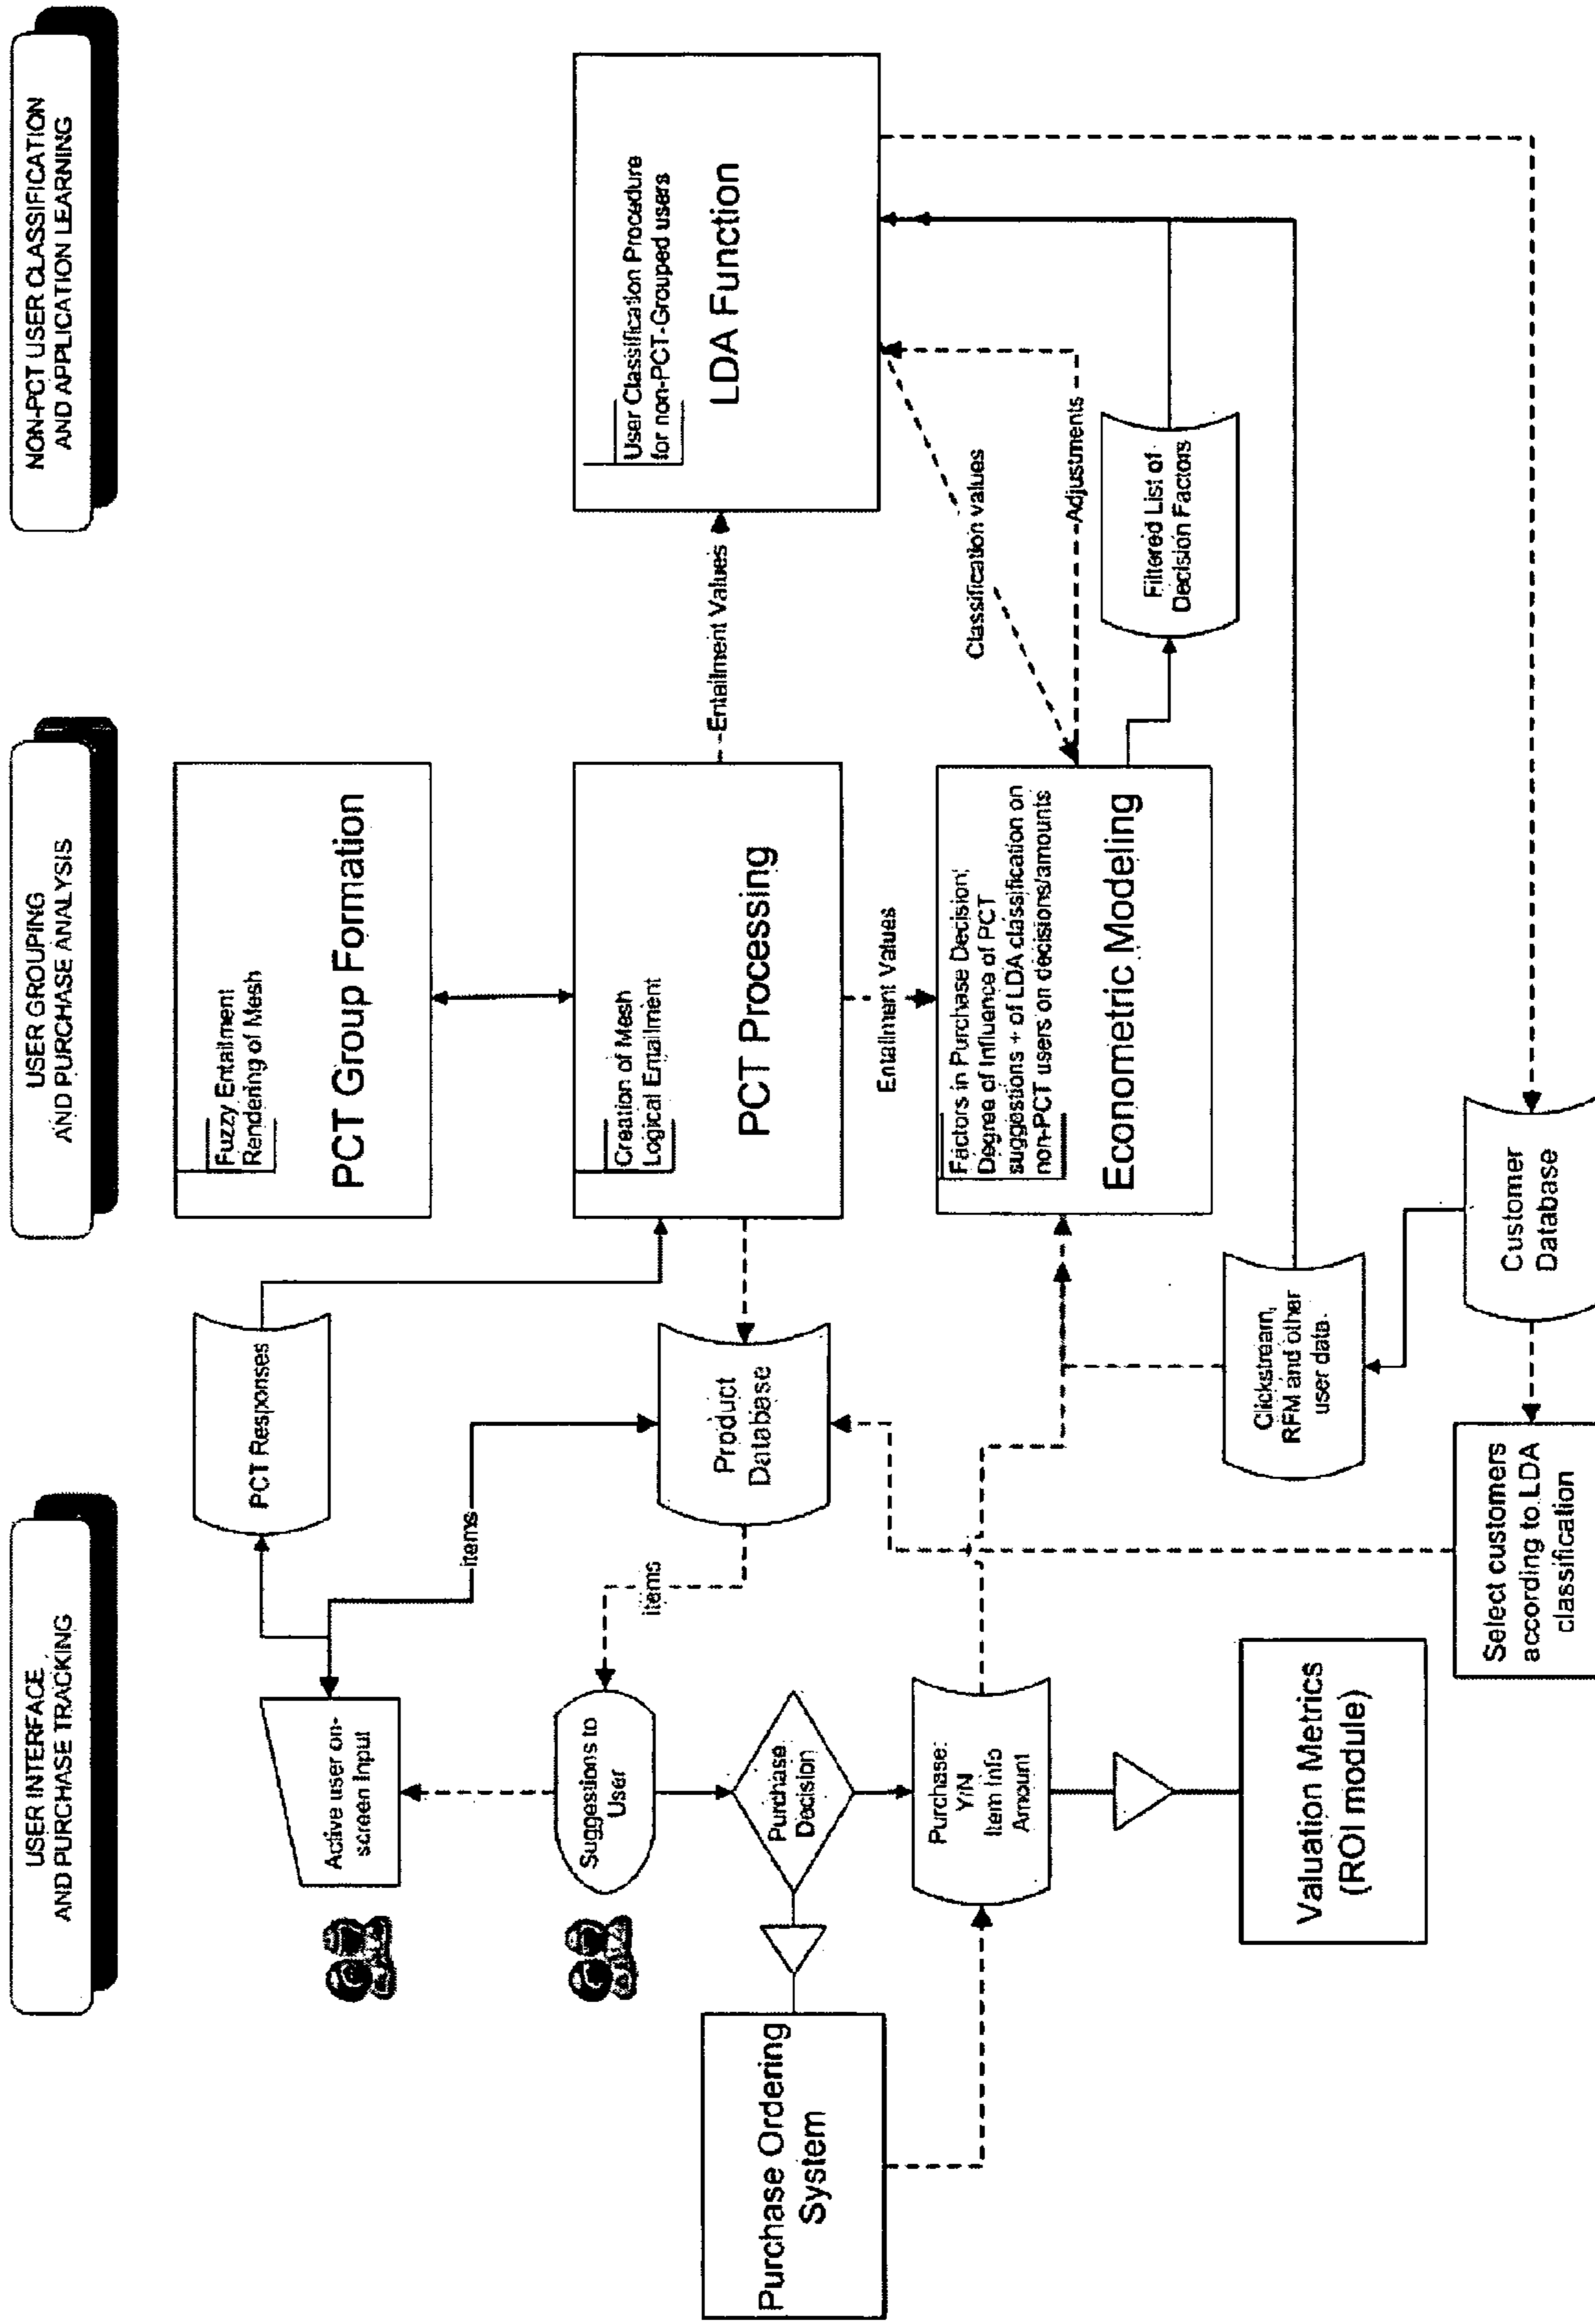 USER INTERFACE
AND PURCHASE TRACKING
USER GROUPING
AND PURCHASE ANALYSIS
NON-PCT USER CLASSIFICATION
AND APPLICATION LEARNING
Active user on-
screen Input
PCT Responses
Fuzzy Entailment
Rendering of Mesh
PCT Group Formation
items
Suggestions to
User
items
Product
Database
Creation of Mesh
Logical Entailment
PCT Processing
Entailment Values
User Classification Procedure
for non-PCT-Grouped users
LDA Function
Purchase Ordering
System
Purchase
Decision
Entailment Values
Purchase:
Y/N
Item Info
Amount
Factors in Purchase Decision;
Degree of Influence of PCT
suggestions + of LDA classification on
non-PCT users on decisions/amounts
Econometric Modeling
Classification values
Adjustments
Filtered List of
Decision Factors
Valuation Metrics
(ROI module)
Clickstream,
RFM and other
user data
Select customers
according to LDA
classification
Customer
Database